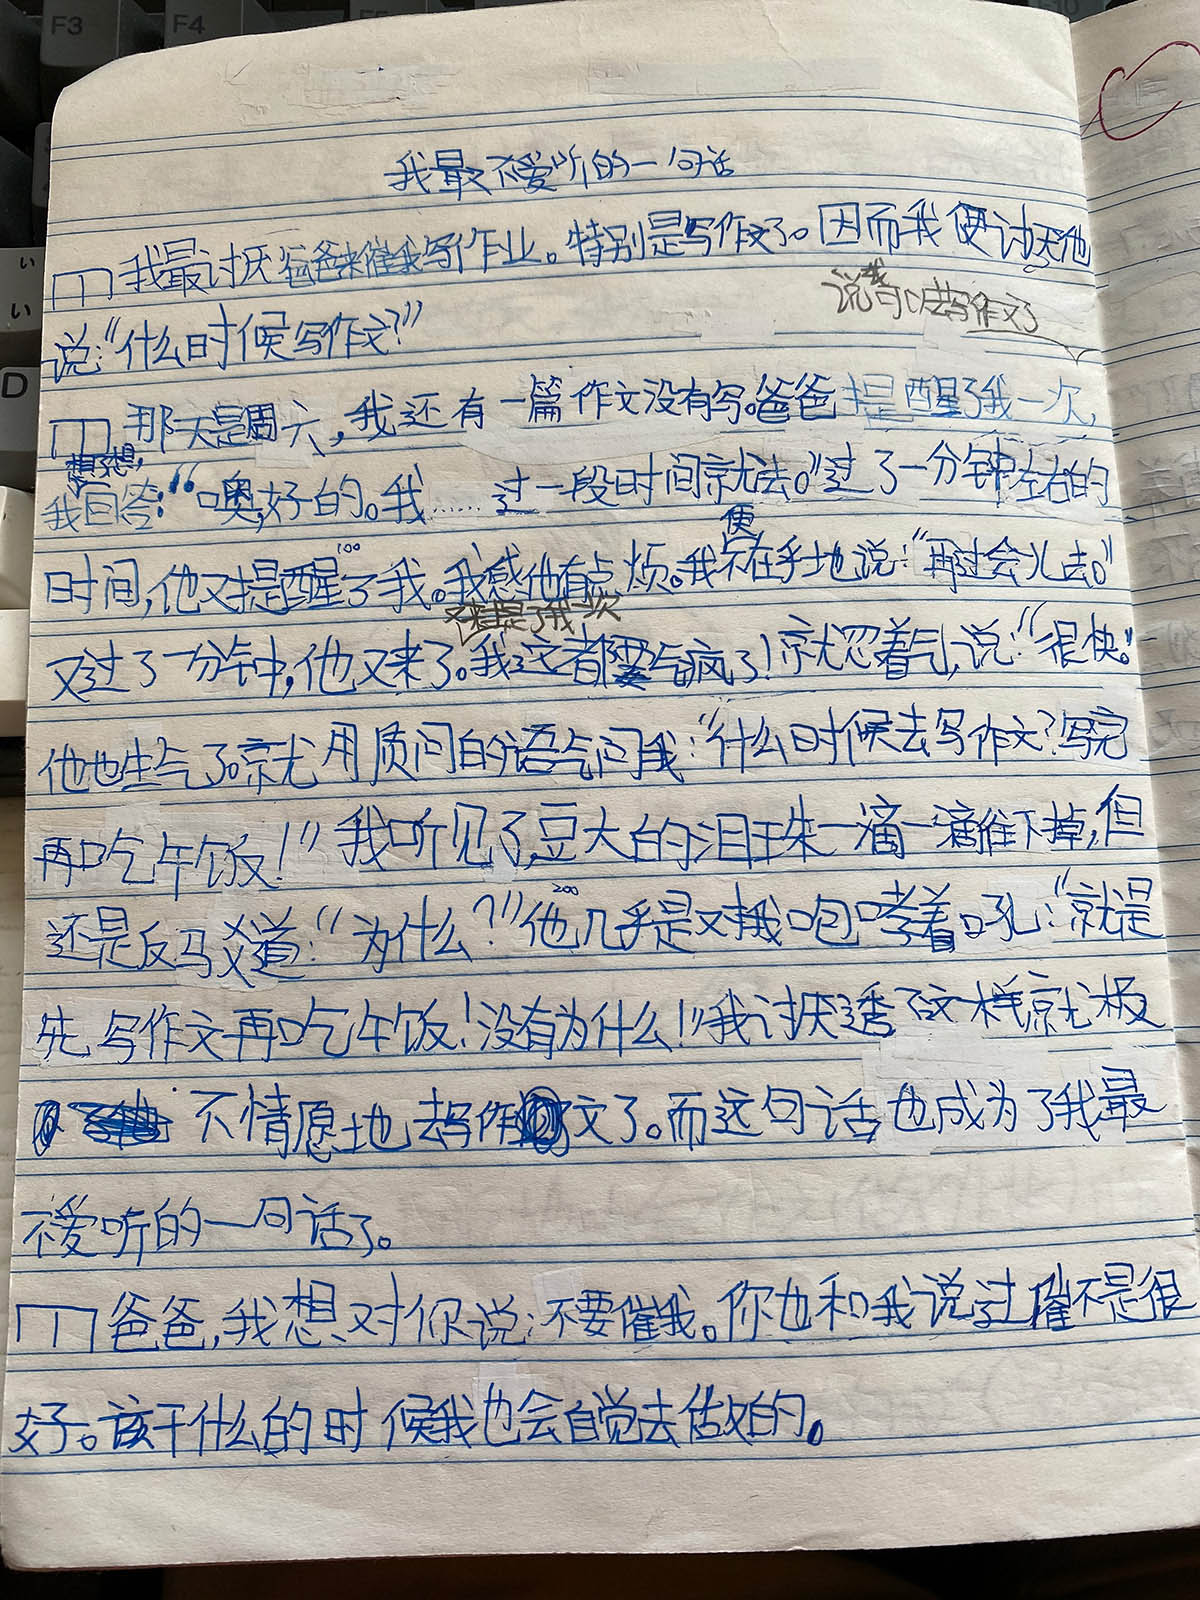 F3
F4
D
我最不爱听的一句话
我最讨厌爸爸来催我写作业。特别是写作文了。因而我便讨厌他
说可以去写作文了
说：“什么时候写作文？”
那天是周六，我还有一篇作文没有写。爸爸提醒了我一次，
想了想，
我回答：“噢，好的。我……过一段时间就去。”过了一分钟左右的
便
100
时间，他又提醒了我。我感他有点烦。我不在乎地说：“再过会儿去。”
又来提了我一次
又过了一分钟，他又来了。我这都要气疯了！就忍着气，说：“很快。”
他也生气了。就用质问的语气问我：“什么时候去写作文？写完
再吃午饭！”我听见了，豆大的泪珠一滴一滴往下掉，但
200
还是反驳道：“为什么？”他几乎是对我咆哮着吼：“就是
先写作文再吃午饭！没有为什么！”我讨厌透了这样就极
不情愿地去写作文了。而这句话也成为了我最
不爱听的一句话了。
爸爸，我想对你说：不要催我。你也和我说过催不是很
好。该干什么的时候我也会自觉去做的。